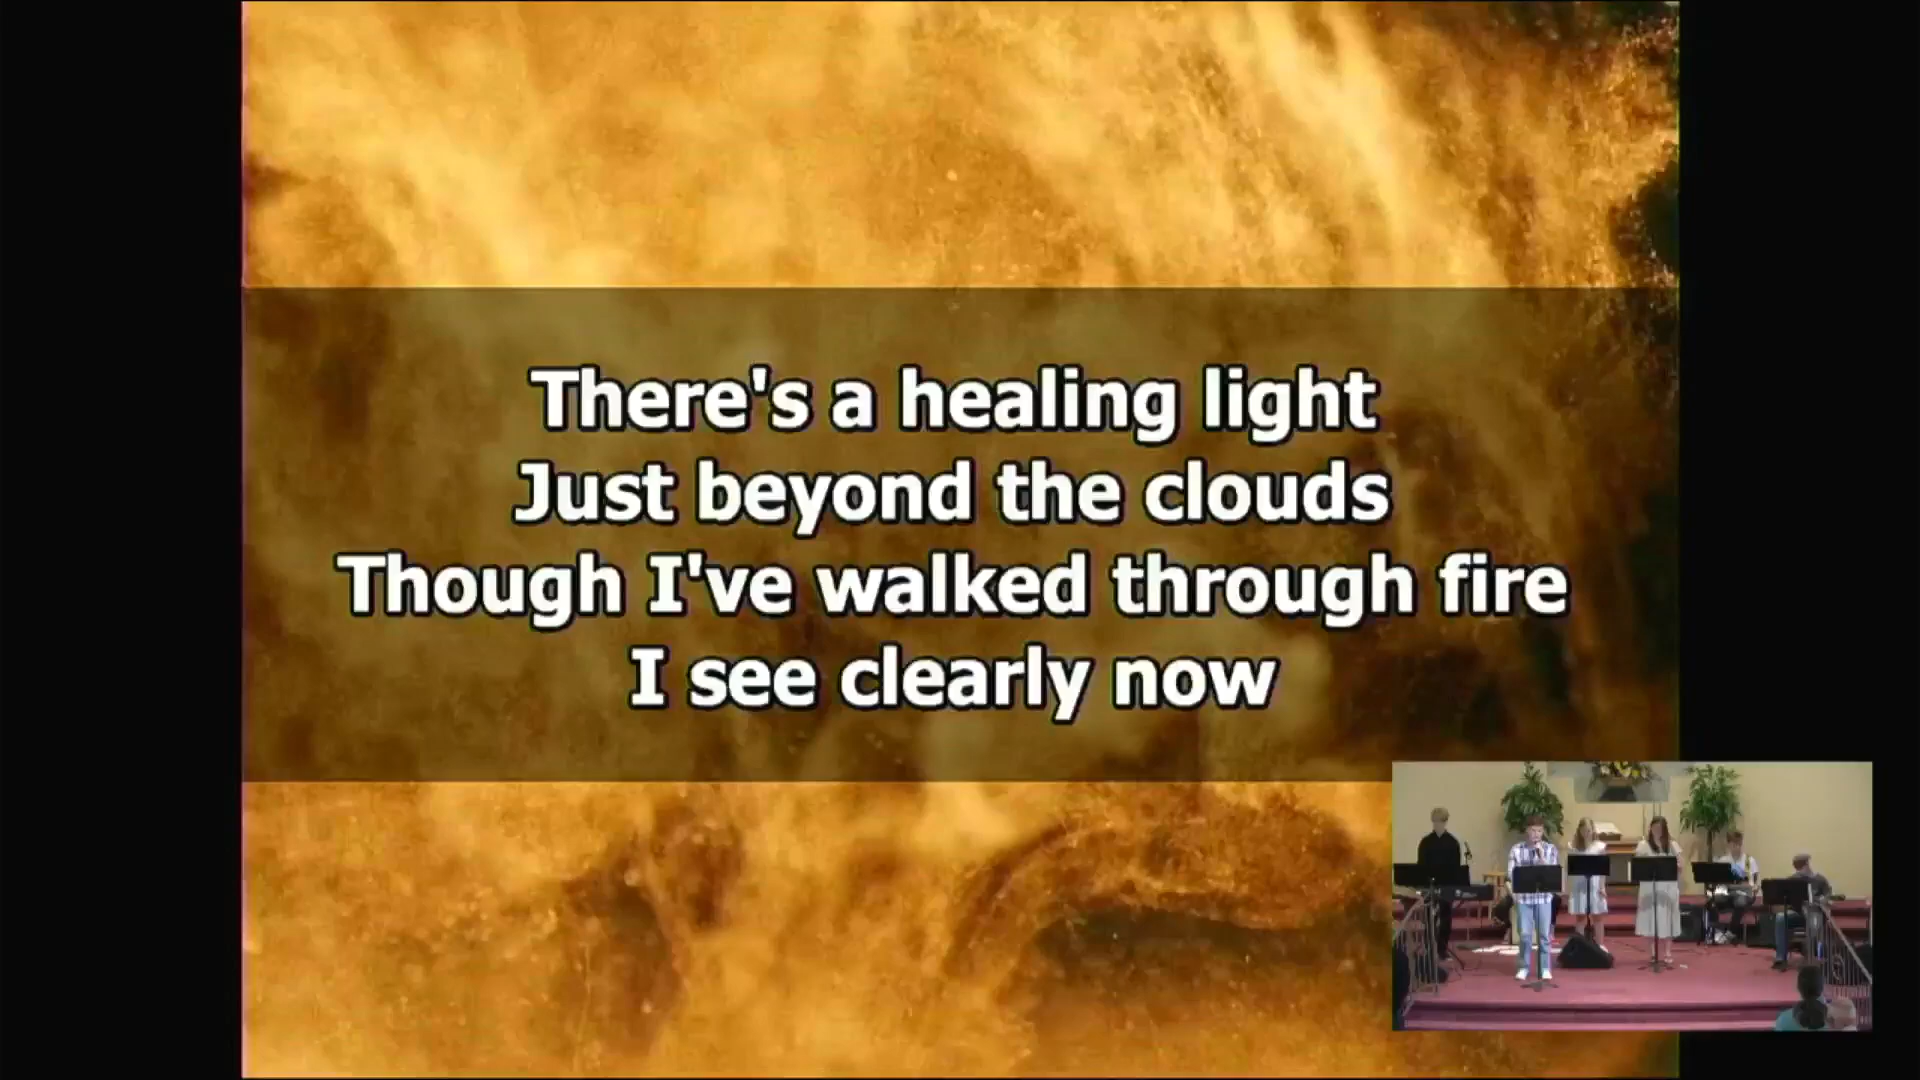 There's a healing light
Just beyond the clouds
Though I've walked through fire
I see clearly now